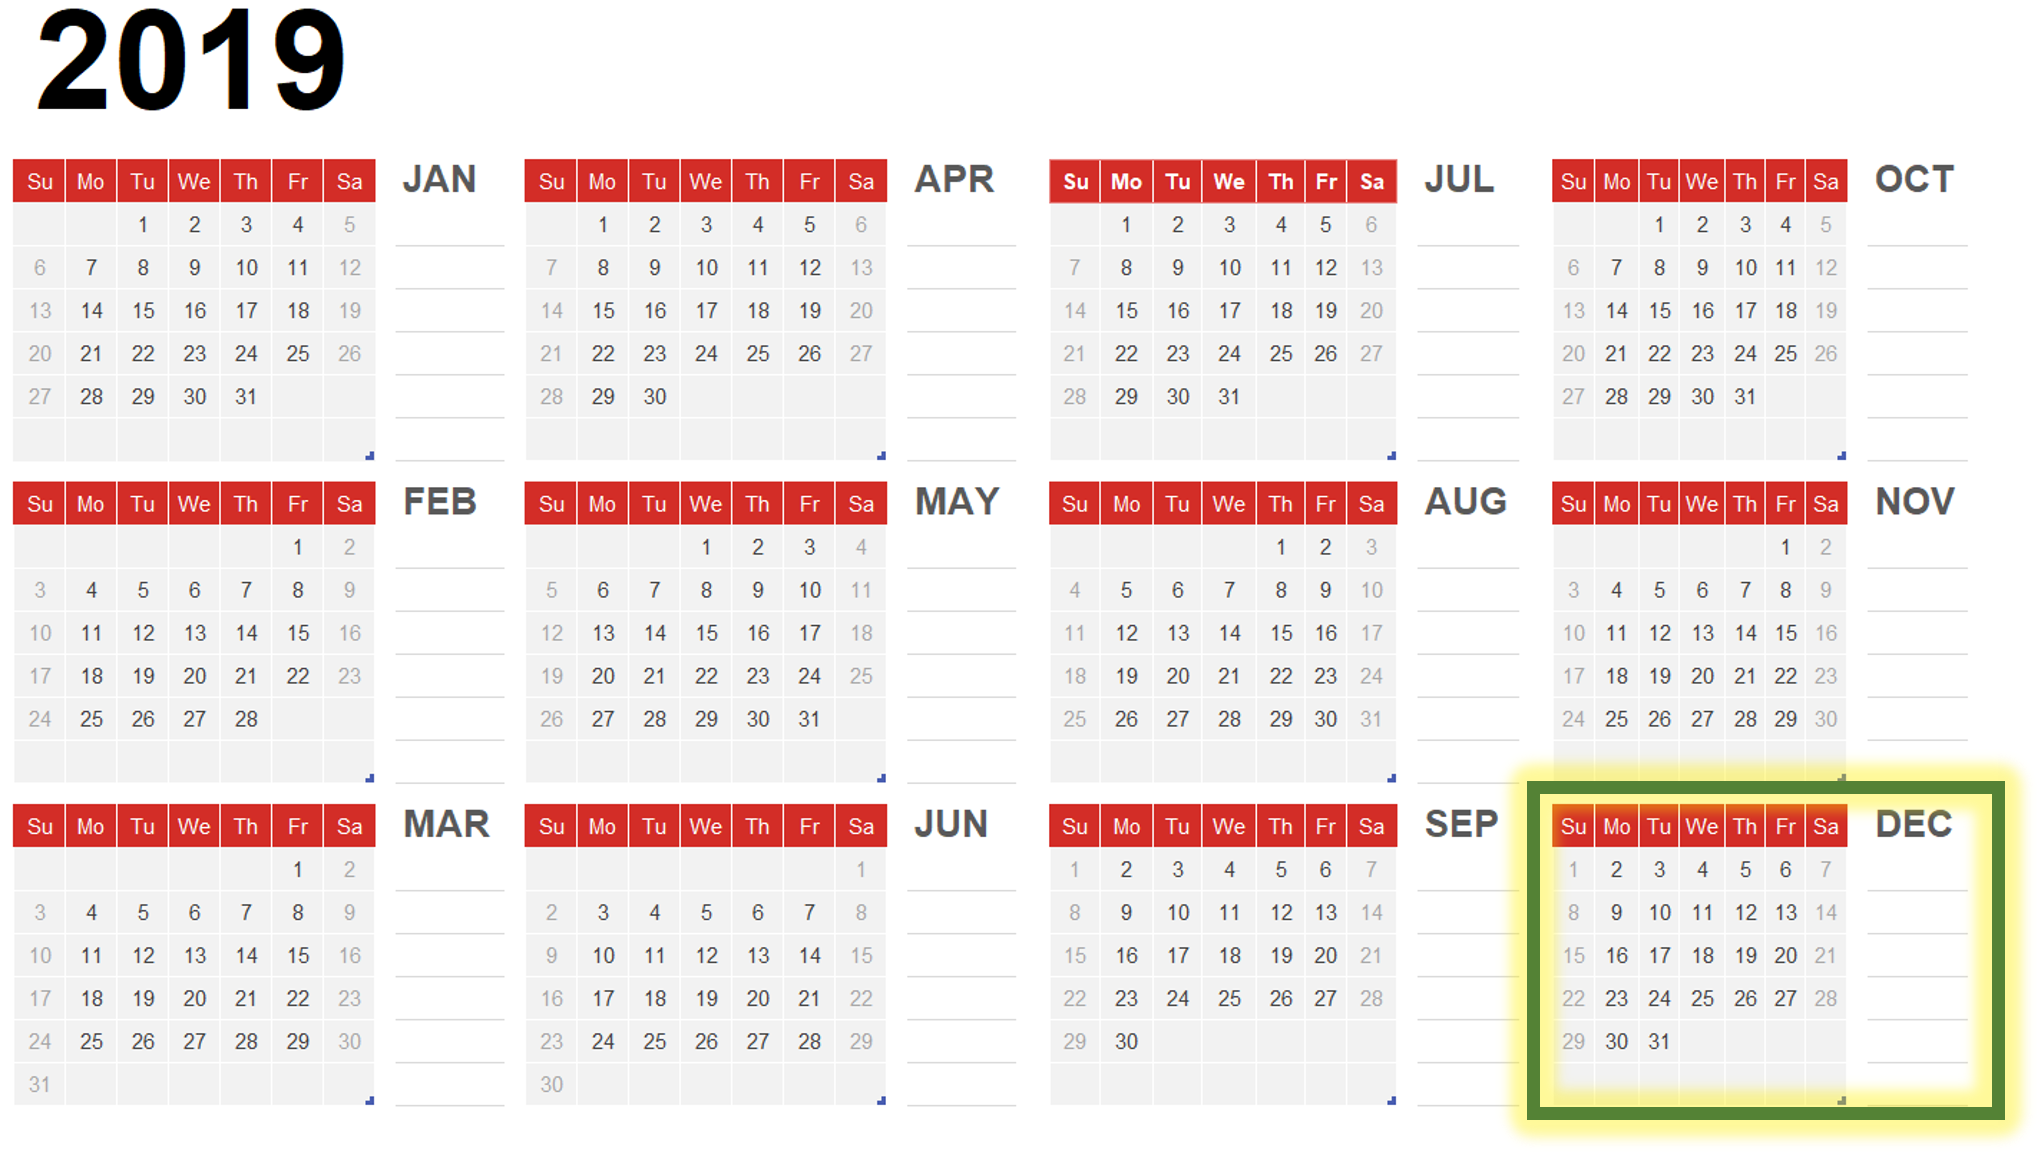 2019
Su Mo Tu We Th Fr Sa JAN
1 2 3 4 5
6 7 8 9 10 11 12
13 14 15 16 17 18 19
20 21 22 23 24 25 26
27 28 29 30 31
Su Mo Tu We Th Fr Sa APR
1 2 3 4 5 6
7 8 9 10 11 12 13
14 15 16 17 18 19 20
21 22 23 24 25 26 27
28 29 30
Su Mo Tu We Th Fr Sa JUL
1 2 3 4 5 6
7 8 9 10 11 12 13
14 15 16 17 18 19 20
21 22 23 24 25 26 27
28 29 30 31
Su Mo Tu We Th Fr Sa OCT
1 2 3 4 5
6 7 8 9 10 11 12
13 14 15 16 17 18 19
20 21 22 23 24 25 26
27 28 29 30 31
Su Mo Tu We Th Fr Sa FEB
1 2
3 4 5 6 7 8 9
10 11 12 13 14 15 16
17 18 19 20 21 22 23
24 25 26 27 28
Su Mo Tu We Th Fr Sa MAY
1 2 3 4
5 6 7 8 9 10 11
12 13 14 15 16 17 18
19 20 21 22 23 24 25
26 27 28 29 30 31
Su Mo Tu We Th Fr Sa AUG
1 2 3
4 5 6 7 8 9 10
11 12 13 14 15 16 17
18 19 20 21 22 23 24
25 26 27 28 29 30 31
Su Mo Tu We Th Fr Sa NOV
1 2
3 4 5 6 7 8 9
10 11 12 13 14 15 16
17 18 19 20 21 22 23
24 25 26 27 28 29 30
Su Mo Tu We Th Fr Sa MAR
1 2
3 4 5 6 7 8 9
10 11 12 13 14 15 16
17 18 19 20 21 22 23
24 25 26 27 28 29 30
31
Su Mo Tu We Th Fr Sa JUN
1
2 3 4 5 6 7 8
9 10 11 12 13 14 15
16 17 18 19 20 21 22
23 24 25 26 27 28 29
30
Su Mo Tu We Th Fr Sa SEP
1 2 3 4 5 6 7
8 9 10 11 12 13 14
15 16 17 18 19 20 21
22 23 24 25 26 27 28
29 30
Su Mo Tu We Th Fr Sa DEC
1 2 3 4 5 6 7
8 9 10 11 12 13 14
15 16 17 18 19 20 21
22 23 24 25 26 27 28
29 30 31